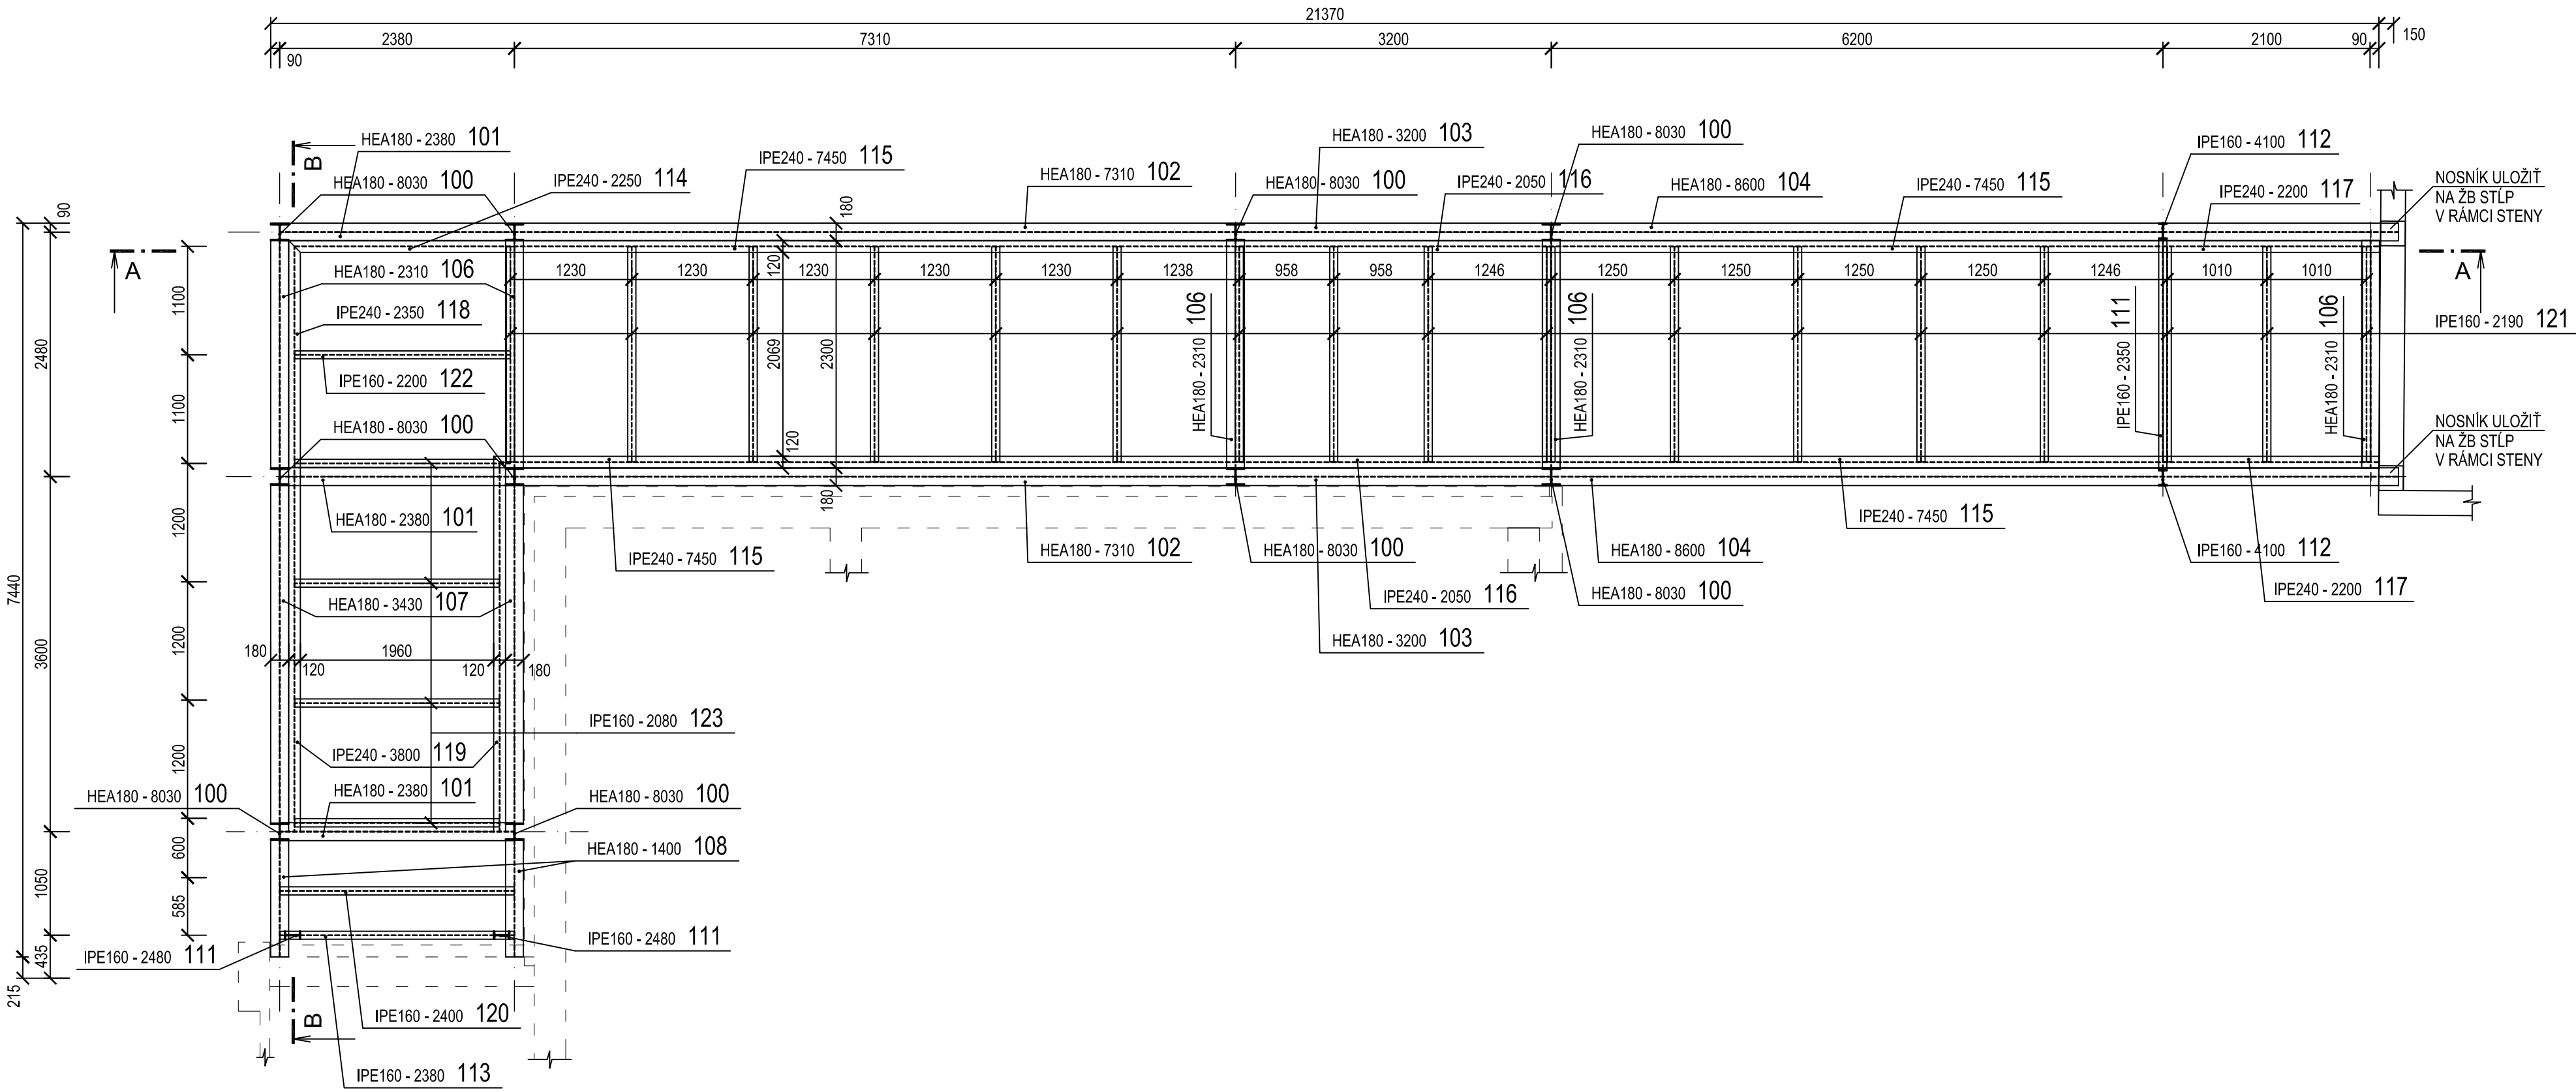 21370
2380
7310
3200
6200
2100
90
150
90
HEA180 - 2380 101
HEA180 - 8030 100
IPE240 - 2250 114
IPE240 - 7450 115
HEA180 - 7310 102
HEA180 - 3200 103
HEA180 - 8030 100
HEA180 - 8030 100
IPE240 - 2050 116
HEA180 - 8600 104
IPE240 - 7450 115
IPE160 - 4100 112
IPE240 - 2200 117
NOSNÍK ULOŽIŤ
NA ŽB STĹP
V RÁMCI STENY
B
90
180
A
A
HEA180 - 2310 106
IPE240 - 2350 118
IPE160 - 2200 122
HEA180 - 8030 100
1230
1230
1230
1230
1230
1238
958
958
1246
1250
1250
1250
1250
1246
1010
1010
120
2069
2300
120
180
HEA180 - 2310 106
HEA180 - 2310 106
IPE160 - 2350 111
HEA180 - 2310 106
IPE160 - 2190 121
NOSNÍK ULOŽIŤ
NA ŽB STĹP
V RÁMCI STENY
1100
1100
1200
1200
1200
600
585
2480
3600
1050
435
7440
215
HEA180 - 2380 101
IPE240 - 7450 115
HEA180 - 7310 102
HEA180 - 8030 100
HEA180 - 3200 103
IPE240 - 2050 116
HEA180 - 8030 100
HEA180 - 8600 104
IPE240 - 7450 115
IPE160 - 4100 112
IPE240 - 2200 117
HEA180 - 3430 107
180
120
1960
120
180
IPE160 - 2080 123
IPE240 - 3800 119
HEA180 - 8030 100
HEA180 - 2380 101
HEA180 - 8030 100
HEA180 - 1400 108
IPE160 - 2480 111
IPE160 - 2480 111
B
IPE160 - 2400 120
IPE160 - 2380 113